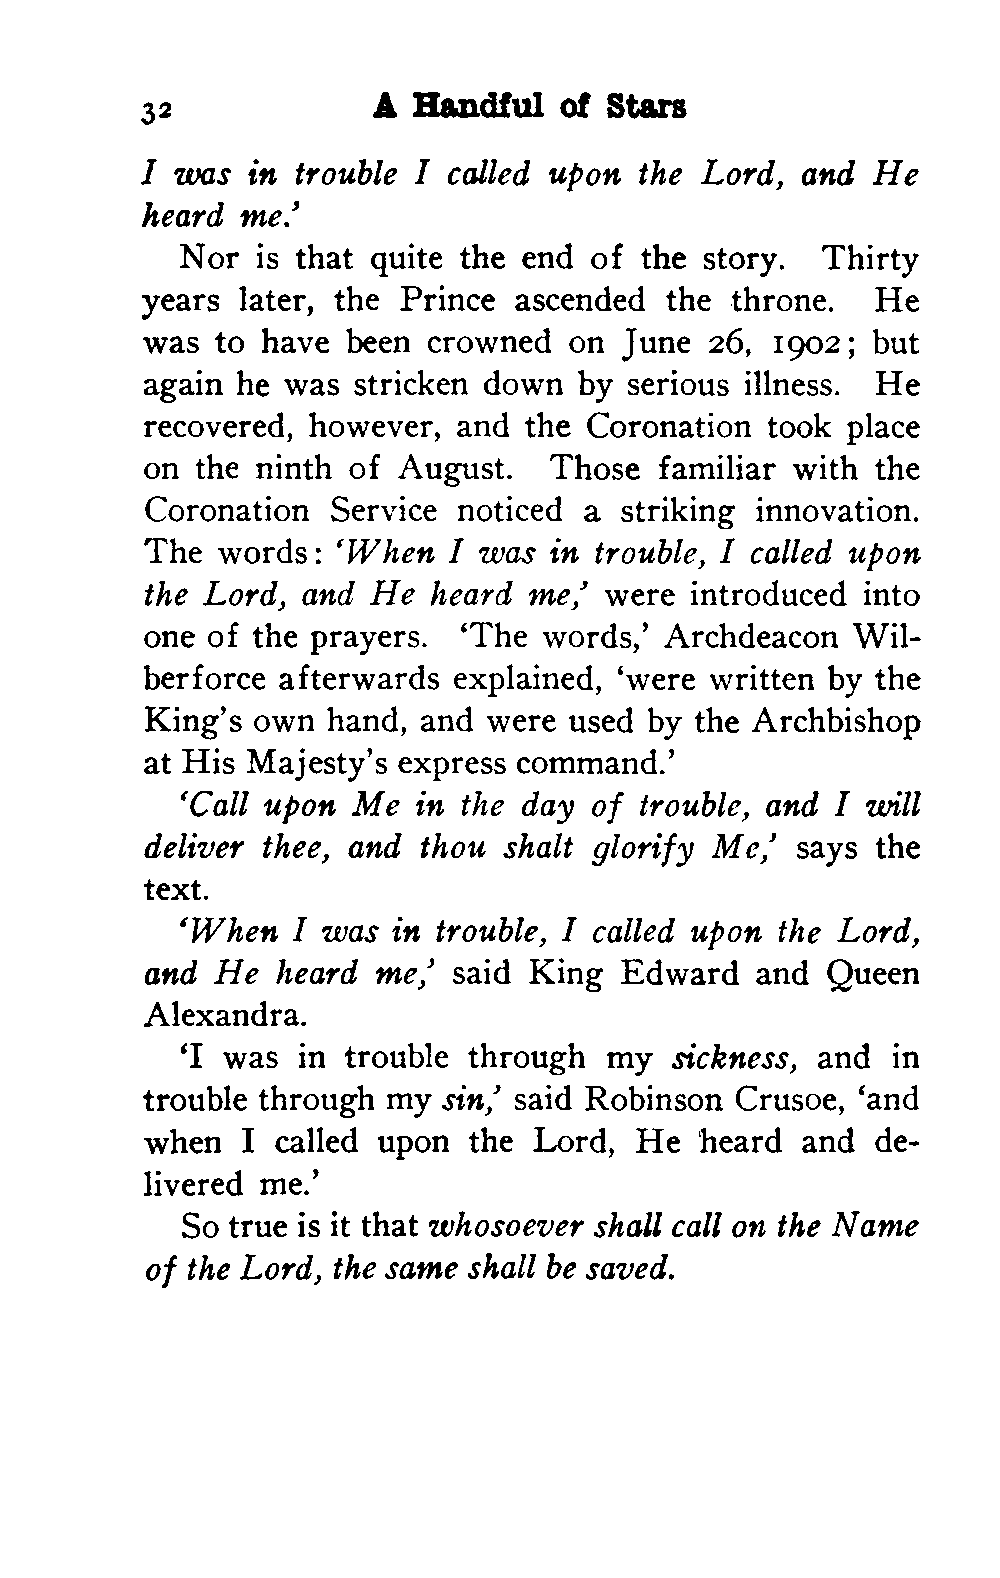 32 A Handful of Stars
I was in trouble I called upon the Lord, and He
heard me.'
Nor is that quite the end of the story. Thirty
years later, the Prince ascended the throne. He
was to have been crowned on June 26, 1902; but
again he was stricken down by serious illness. He
recovered, however, and the Coronation took place
on the ninth of August. Those familiar with the
Coronation Service noticed a striking innovation.
The words: 'When I was in trouble, I called upon
the Lord, and He heard me,' were introduced into
one of the prayers. 'The words,' Archdeacon Wil-
berforce afterwards explained, 'were written by the
King's own hand, and were used by the Archbishop
at His Majesty's express command.'
'Call upon Me in the day of trouble, and I will
deliver thee, and thou shalt glorify Me,' says the
text.
'When I was in trouble, I called upon the Lord,
and He heard me,' said King Edward and Queen
Alexandra.
'I was in trouble through my sickness, and in
trouble through my sin,' said Robinson Crusoe, 'and
when I called upon the Lord, He heard and de-
livered me.'
So true is it that whosoever shall call on the Name
of the Lord, the same shall be saved.